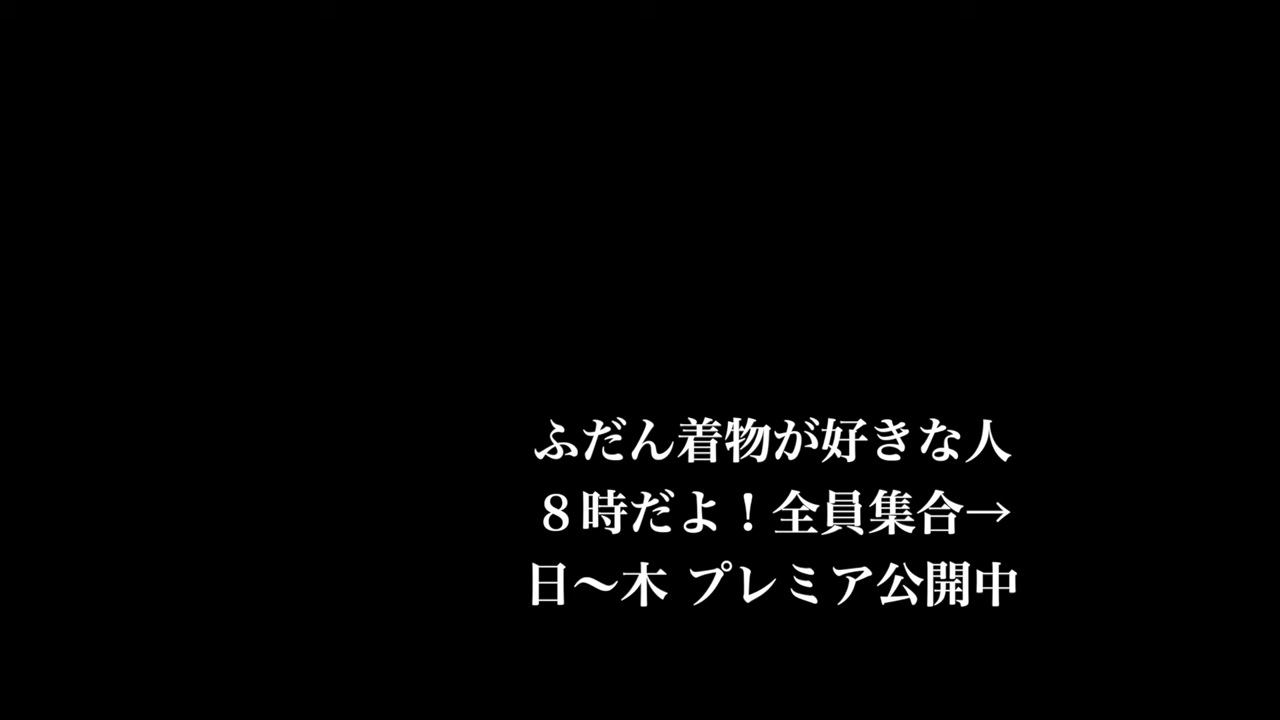 ふだん着物が好きな人
８時だよ！全員集合→
日〜木 プレミア公開中